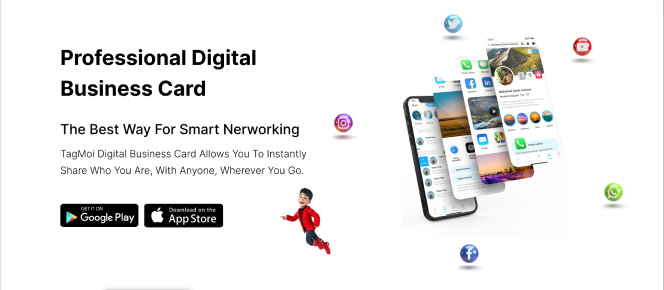 Professional Digital
Business Card
The Best Way For Smart Nerworking
TagMoi Digital Business Card Allows You To Instantly
Share Who You Are, With Anyone, Wherever You Go.
GET IT ON
Google Play
Download on the
App Store